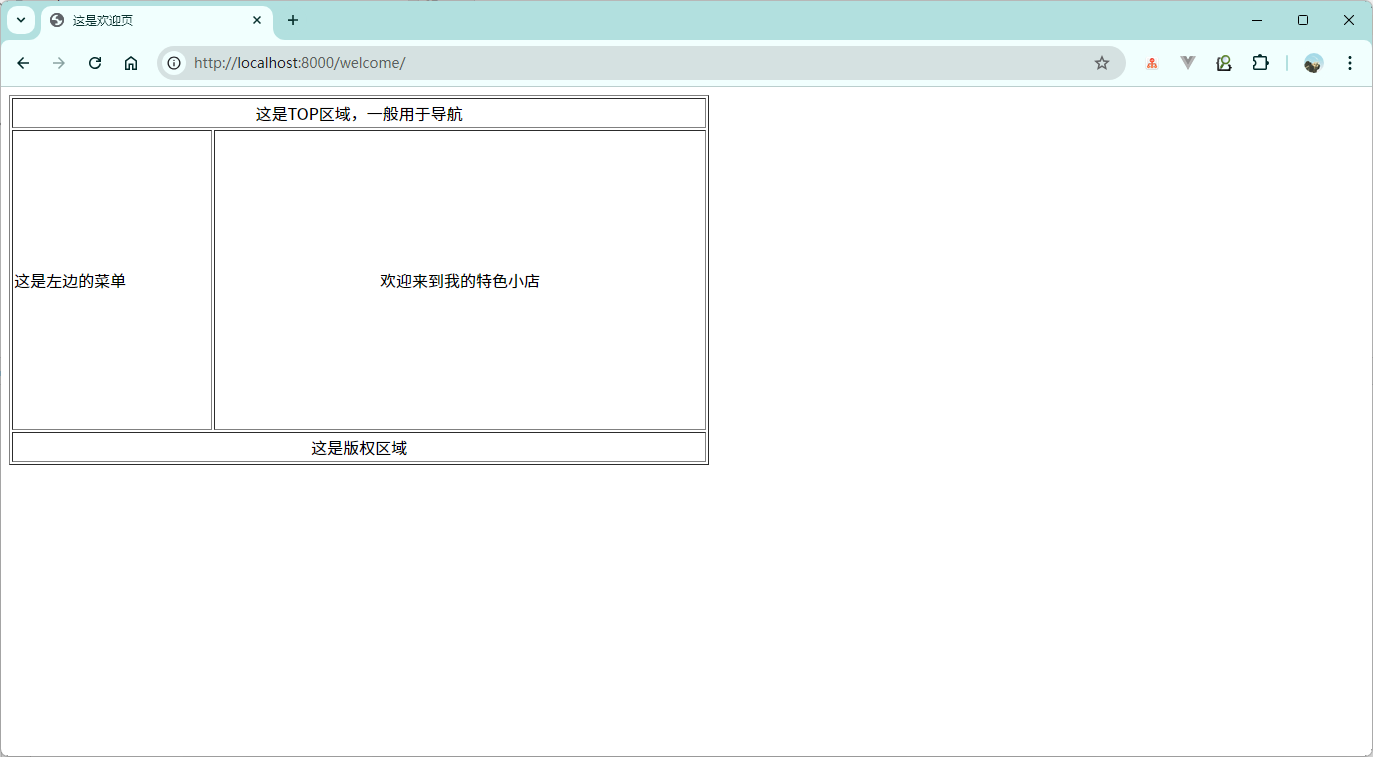 这是欢迎页
http://localhost:8000/welcome/
这是TOP区域，一般用于导航
这是左边的菜单
欢迎来到我的特色小店
这是版权区域